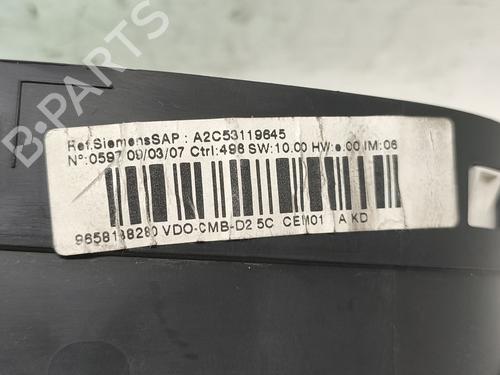 Ref.SiemensSAP : A2C53119645
Nº:0597 09/03/07 Ctrl:496 SW:10.00 HW:e.00 IM:06
9658138280 VDO-CMB-D2 5C CEM01 A KD
B-PARTS